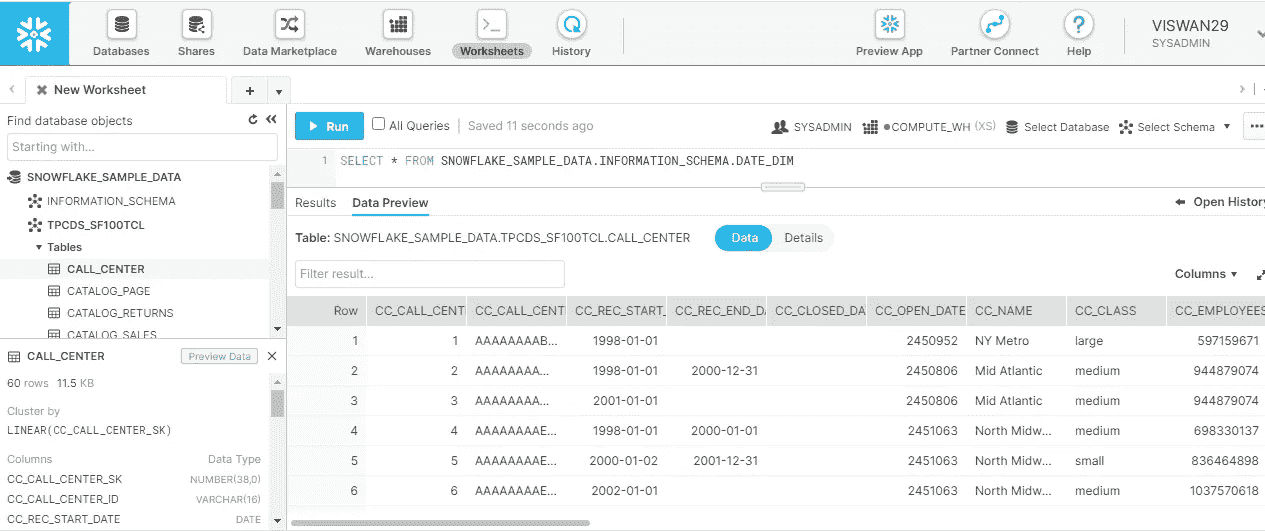 Databases Shares Data Marketplace Warehouses Worksheets History Preview App Partner Connect Help VISWAN29
SYSADMIN
New Worksheet
Find database objects
Starting with...
SNOWFLAKE_SAMPLE_DATA
INFORMATION_SCHEMA
TPCDS_SF100TCL
Tables
CALL_CENTER
CATALOG_PAGE
CATALOG_RETURNS
CATALOG_SALES
CALL_CENTER Preview Data
60 rows 11.5 KB
Cluster by
LINEAR(CC_CALL_CENTER_SK)
Columns Data Type
CC_CALL_CENTER_SK NUMBER(38,0)
CC_CALL_CENTER_ID VARCHAR(16)
CC_REC_START_DATE DATE
Run All Queries Saved 11 seconds ago SYSADMIN COMPUTE_WH (XS) Select Database Select Schema
1 SELECT * FROM SNOWFLAKE_SAMPLE_DATA.INFORMATION_SCHEMA.DATE_DIM
Results Data Preview Open History
Table: SNOWFLAKE_SAMPLE_DATA.TPCDS_SF100TCL.CALL_CENTER Data Details
Filter result...
Columns
Row CC_CALL_CENT CC_CALL_CENT CC_REC_START_ CC_REC_END_DA CC_CLOSED_DA CC_OPEN_DATE CC_NAME CC_CLASS CC_EMPLOYEES
1 1 AAAAAAAAB... 1998-01-01 2450952 NY Metro large 597159671
2 2 AAAAAAAA... 1998-01-01 2000-12-31 2450806 Mid Atlantic medium 944879074
3 3 AAAAAAAA... 2001-01-01 2450806 Mid Atlantic medium 944879074
4 4 AAAAAAAAE... 1998-01-01 2000-01-01 2451063 North Midw... medium 698330137
5 5 AAAAAAAAE... 2000-01-02 2001-12-31 2451063 North Midw... small 836464898
6 6 AAAAAAAAE... 2002-01-01 2451063 North Midw... medium 1037570618